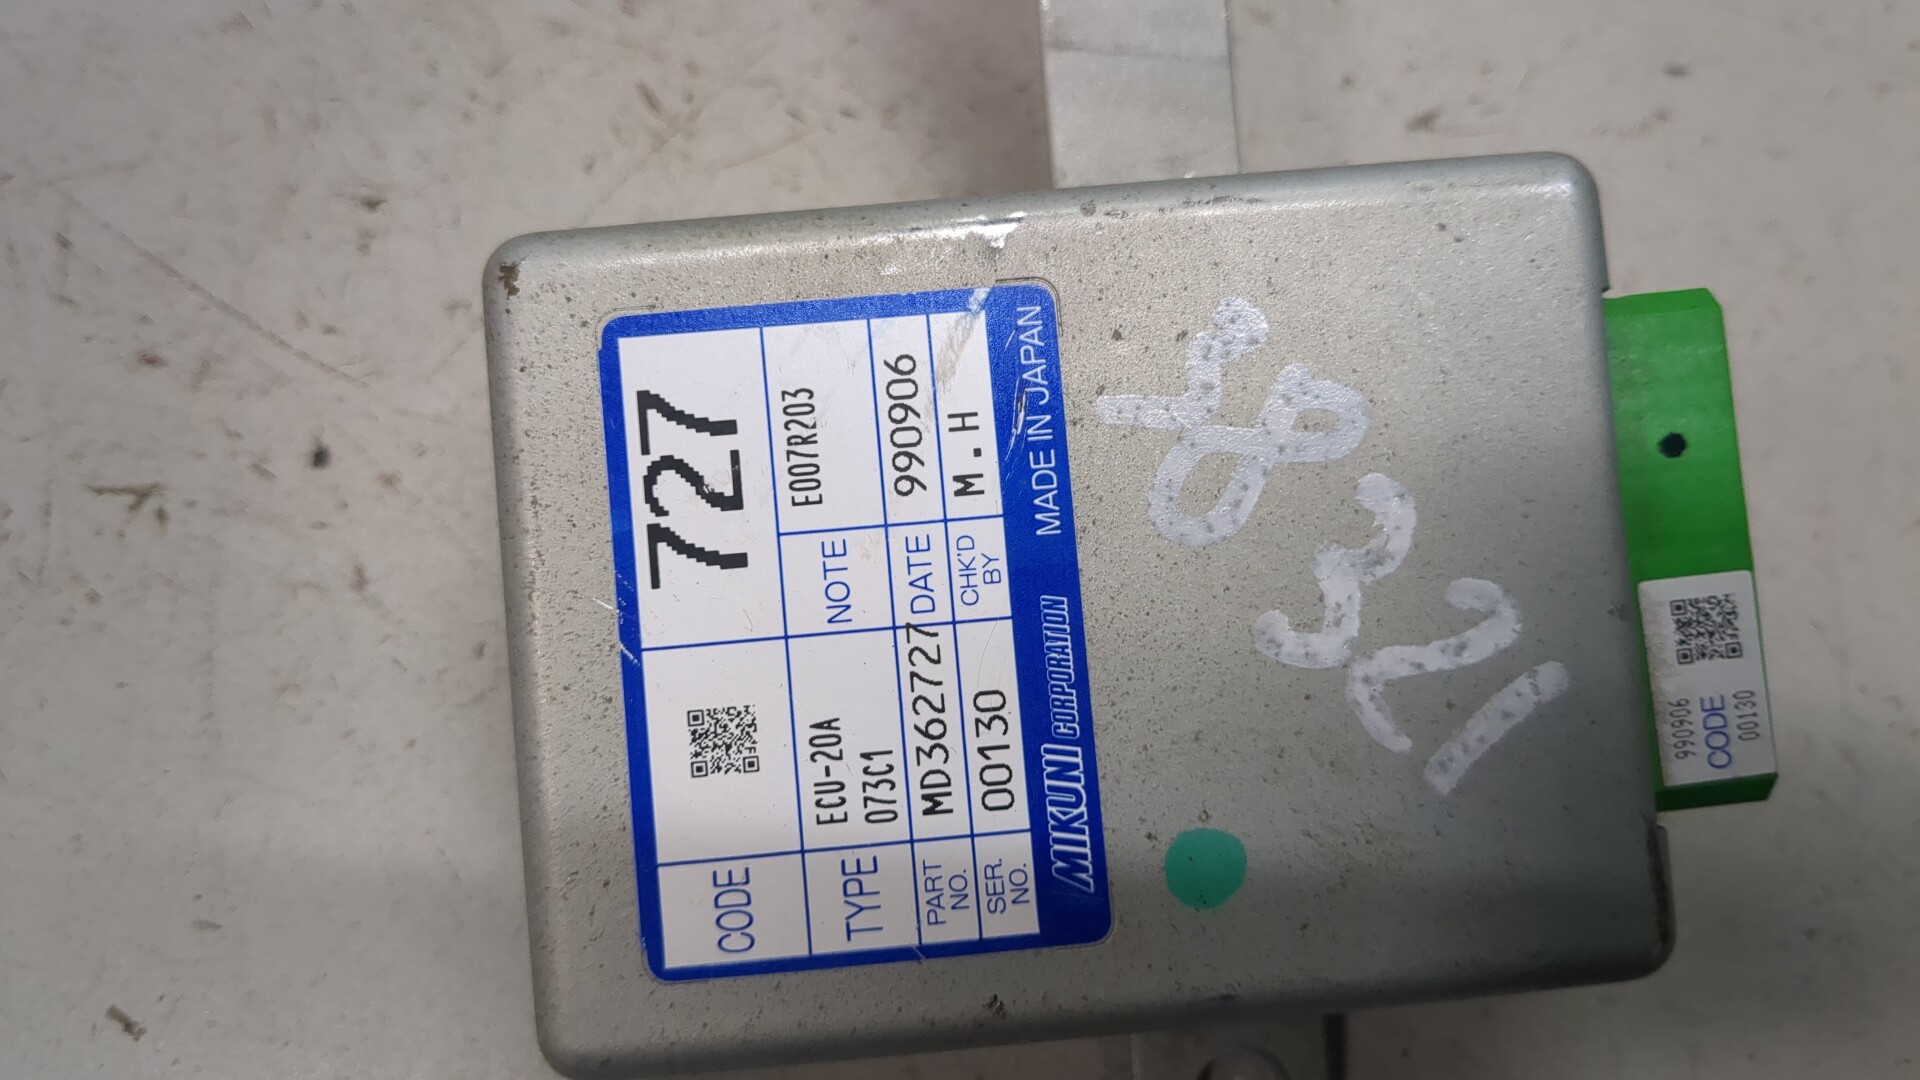 CODE 727
TYPE ECU-20A NOTE E007R203
073C1
PART NO. MD362727 DATE 990906
SER. NO. 00130 CHK'D BY M.H
MIKUNI CORPORATION MADE IN JAPAN
990906
CODE
00130